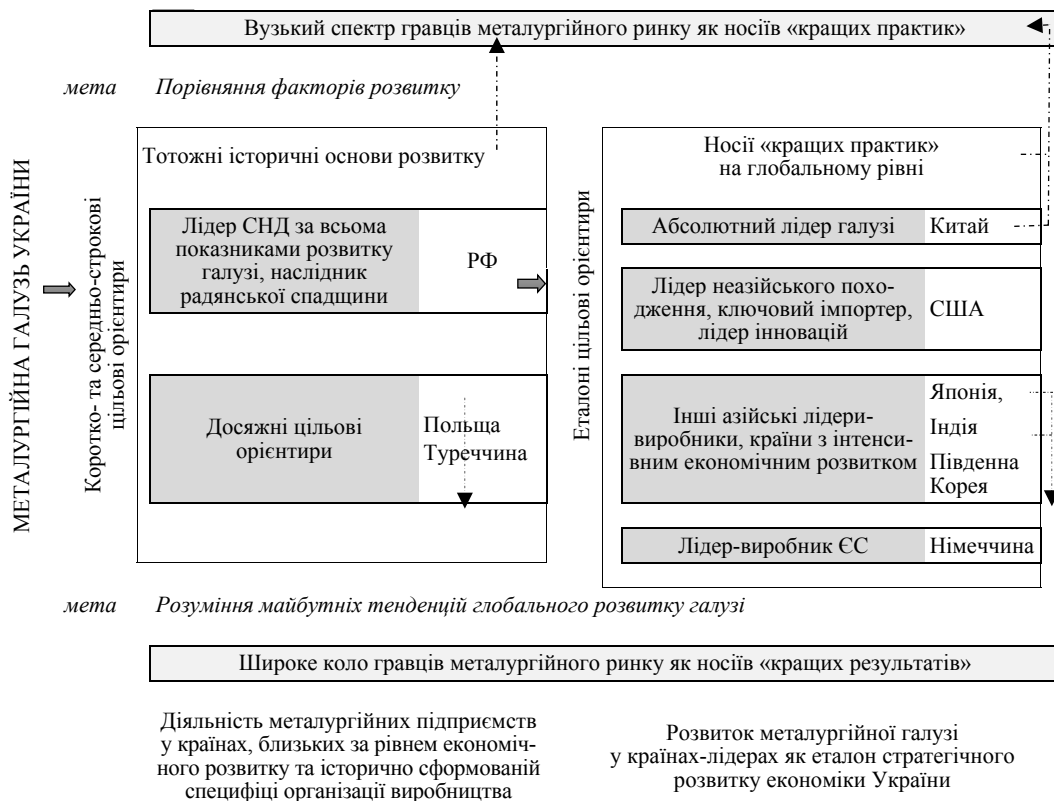 Вузький спектр гравців металургійного ринку як носіїв «кращих практик»
мета Порівняння факторів розвитку
МЕТАЛУРГІЙНА ГАЛУЗЬ УКРАЇНИ
Коротко- та середньо-строкові
цільові орієнтири
Тотожні історичні основи розвитку
Лідер СНД за всьома
показниками розвитку
галузі, наслідник
радянської спадщини
РФ
Досяжні цільові
орієнтири
Польща
Туреччина
Еталоні цільові орієнтири
Носії «кращих практик»
на глобальному рівні
Абсолютний лідер галузі
Китай
Лідер неазійського похо-
дження, ключовий імпортер,
лідер інновацій
США
Інші азійські лідери-
виробники, країни з інтенси-
вним економічним розвитком
Японія,
Індія
Південна
Корея
Лідер-виробник ЄС
Німеччина
мета Розуміння майбутніх тенденцій глобального розвитку галузі
Широке коло гравців металургійного ринку як носіїв «кращих результатів»
Діяльність металургійних підприємств
у країнах, близьких за рівнем економіч-
ного розвитку та історично сформованій
специфіці організації виробництва
Розвиток металургійної галузі
у країнах-лідерах як еталон стратегічного
розвитку економіки України